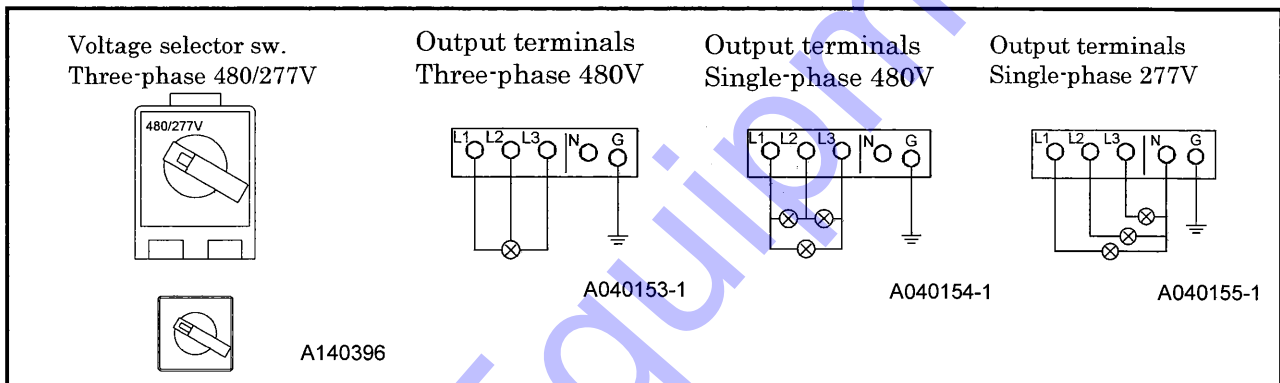 Voltage selector sw.
Three-phase 480/277V
480/277V
A140396
Output terminals
Three-phase 480V
L1 L2 L3 N G
A040153-1
Output terminals
Single-phase 480V
L1 L2 L3 N G
A040154-1
Output terminals
Single-phase 277V
L1 L2 L3 N G
A040155-1
Equipm